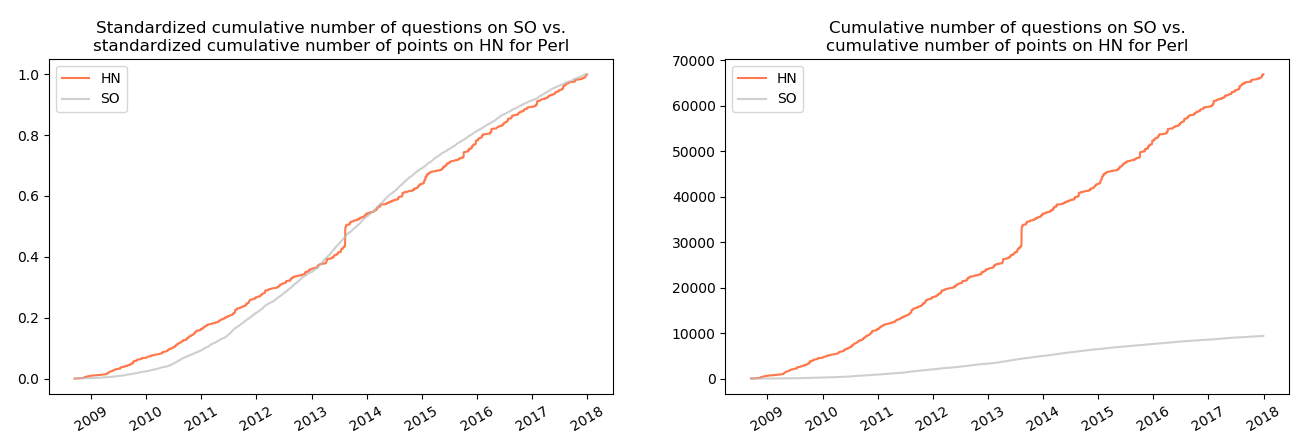 Standardized cumulative number of questions on SO vs.
standardized cumulative number of points on HN for Perl
HN
SO
1.0
0.8
0.6
0.4
0.2
0.0
2009 2010 2011 2012 2013 2014 2015 2016 2017 2018
Cumulative number of questions on SO vs.
cumulative number of points on HN for Perl
HN
SO
70000
60000
50000
40000
30000
20000
10000
0
2009 2010 2011 2012 2013 2014 2015 2016 2017 2018